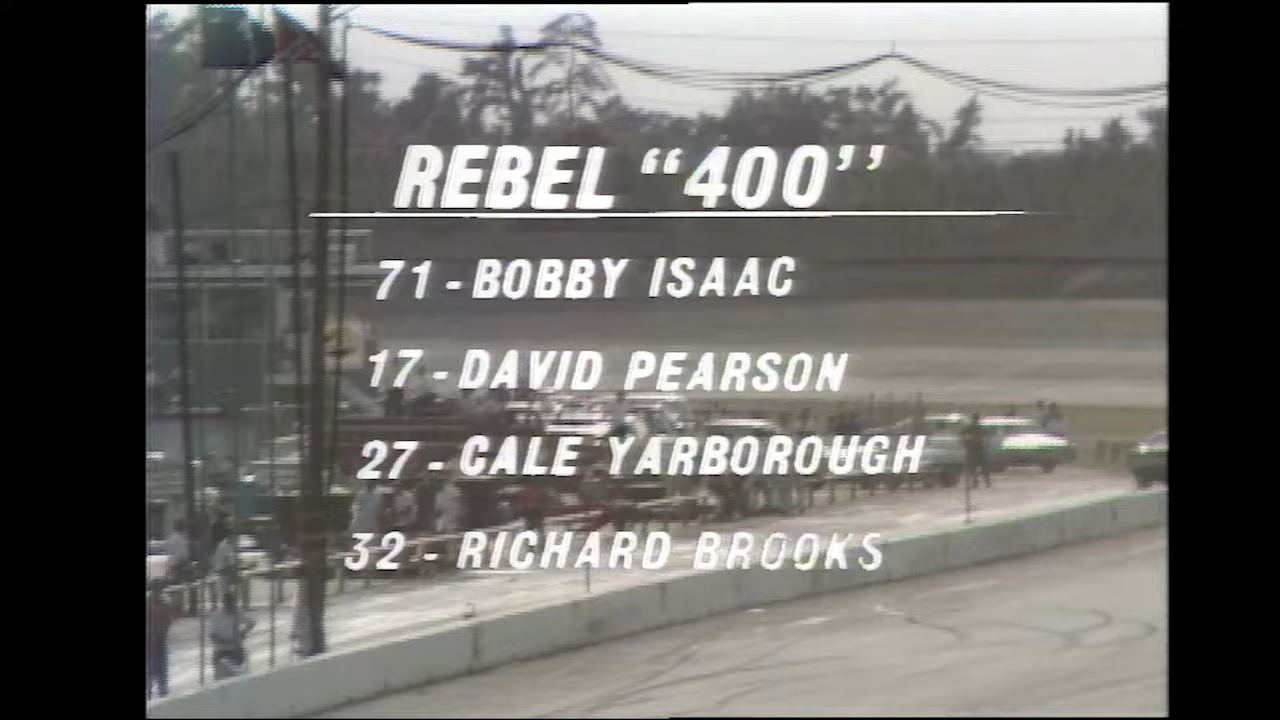 REBEL “400’’
71 - BOBBY ISAAC
17 - DAVID PEARSON
27 - CALE YARBOROUGH
32 - RICHARD BROOKS